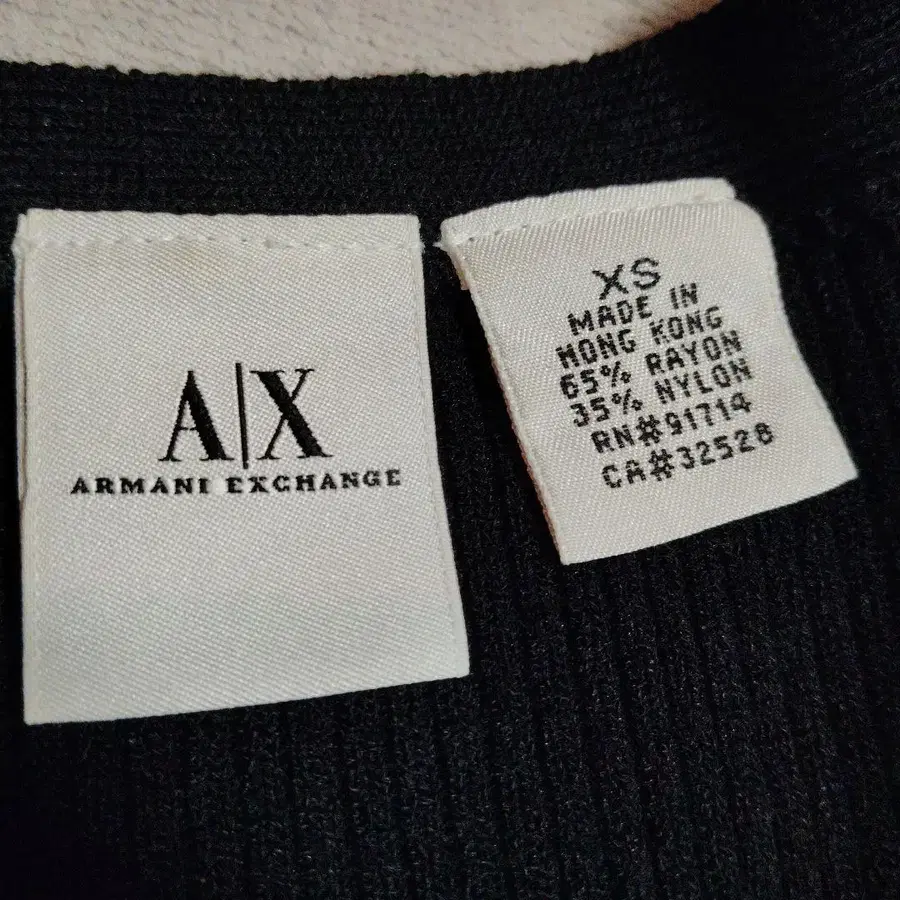 A|X
ARMANI EXCHANGE
XS
MADE IN
HONG KONG
65% RAYON
35% NYLON
RN#91714
CA#32528